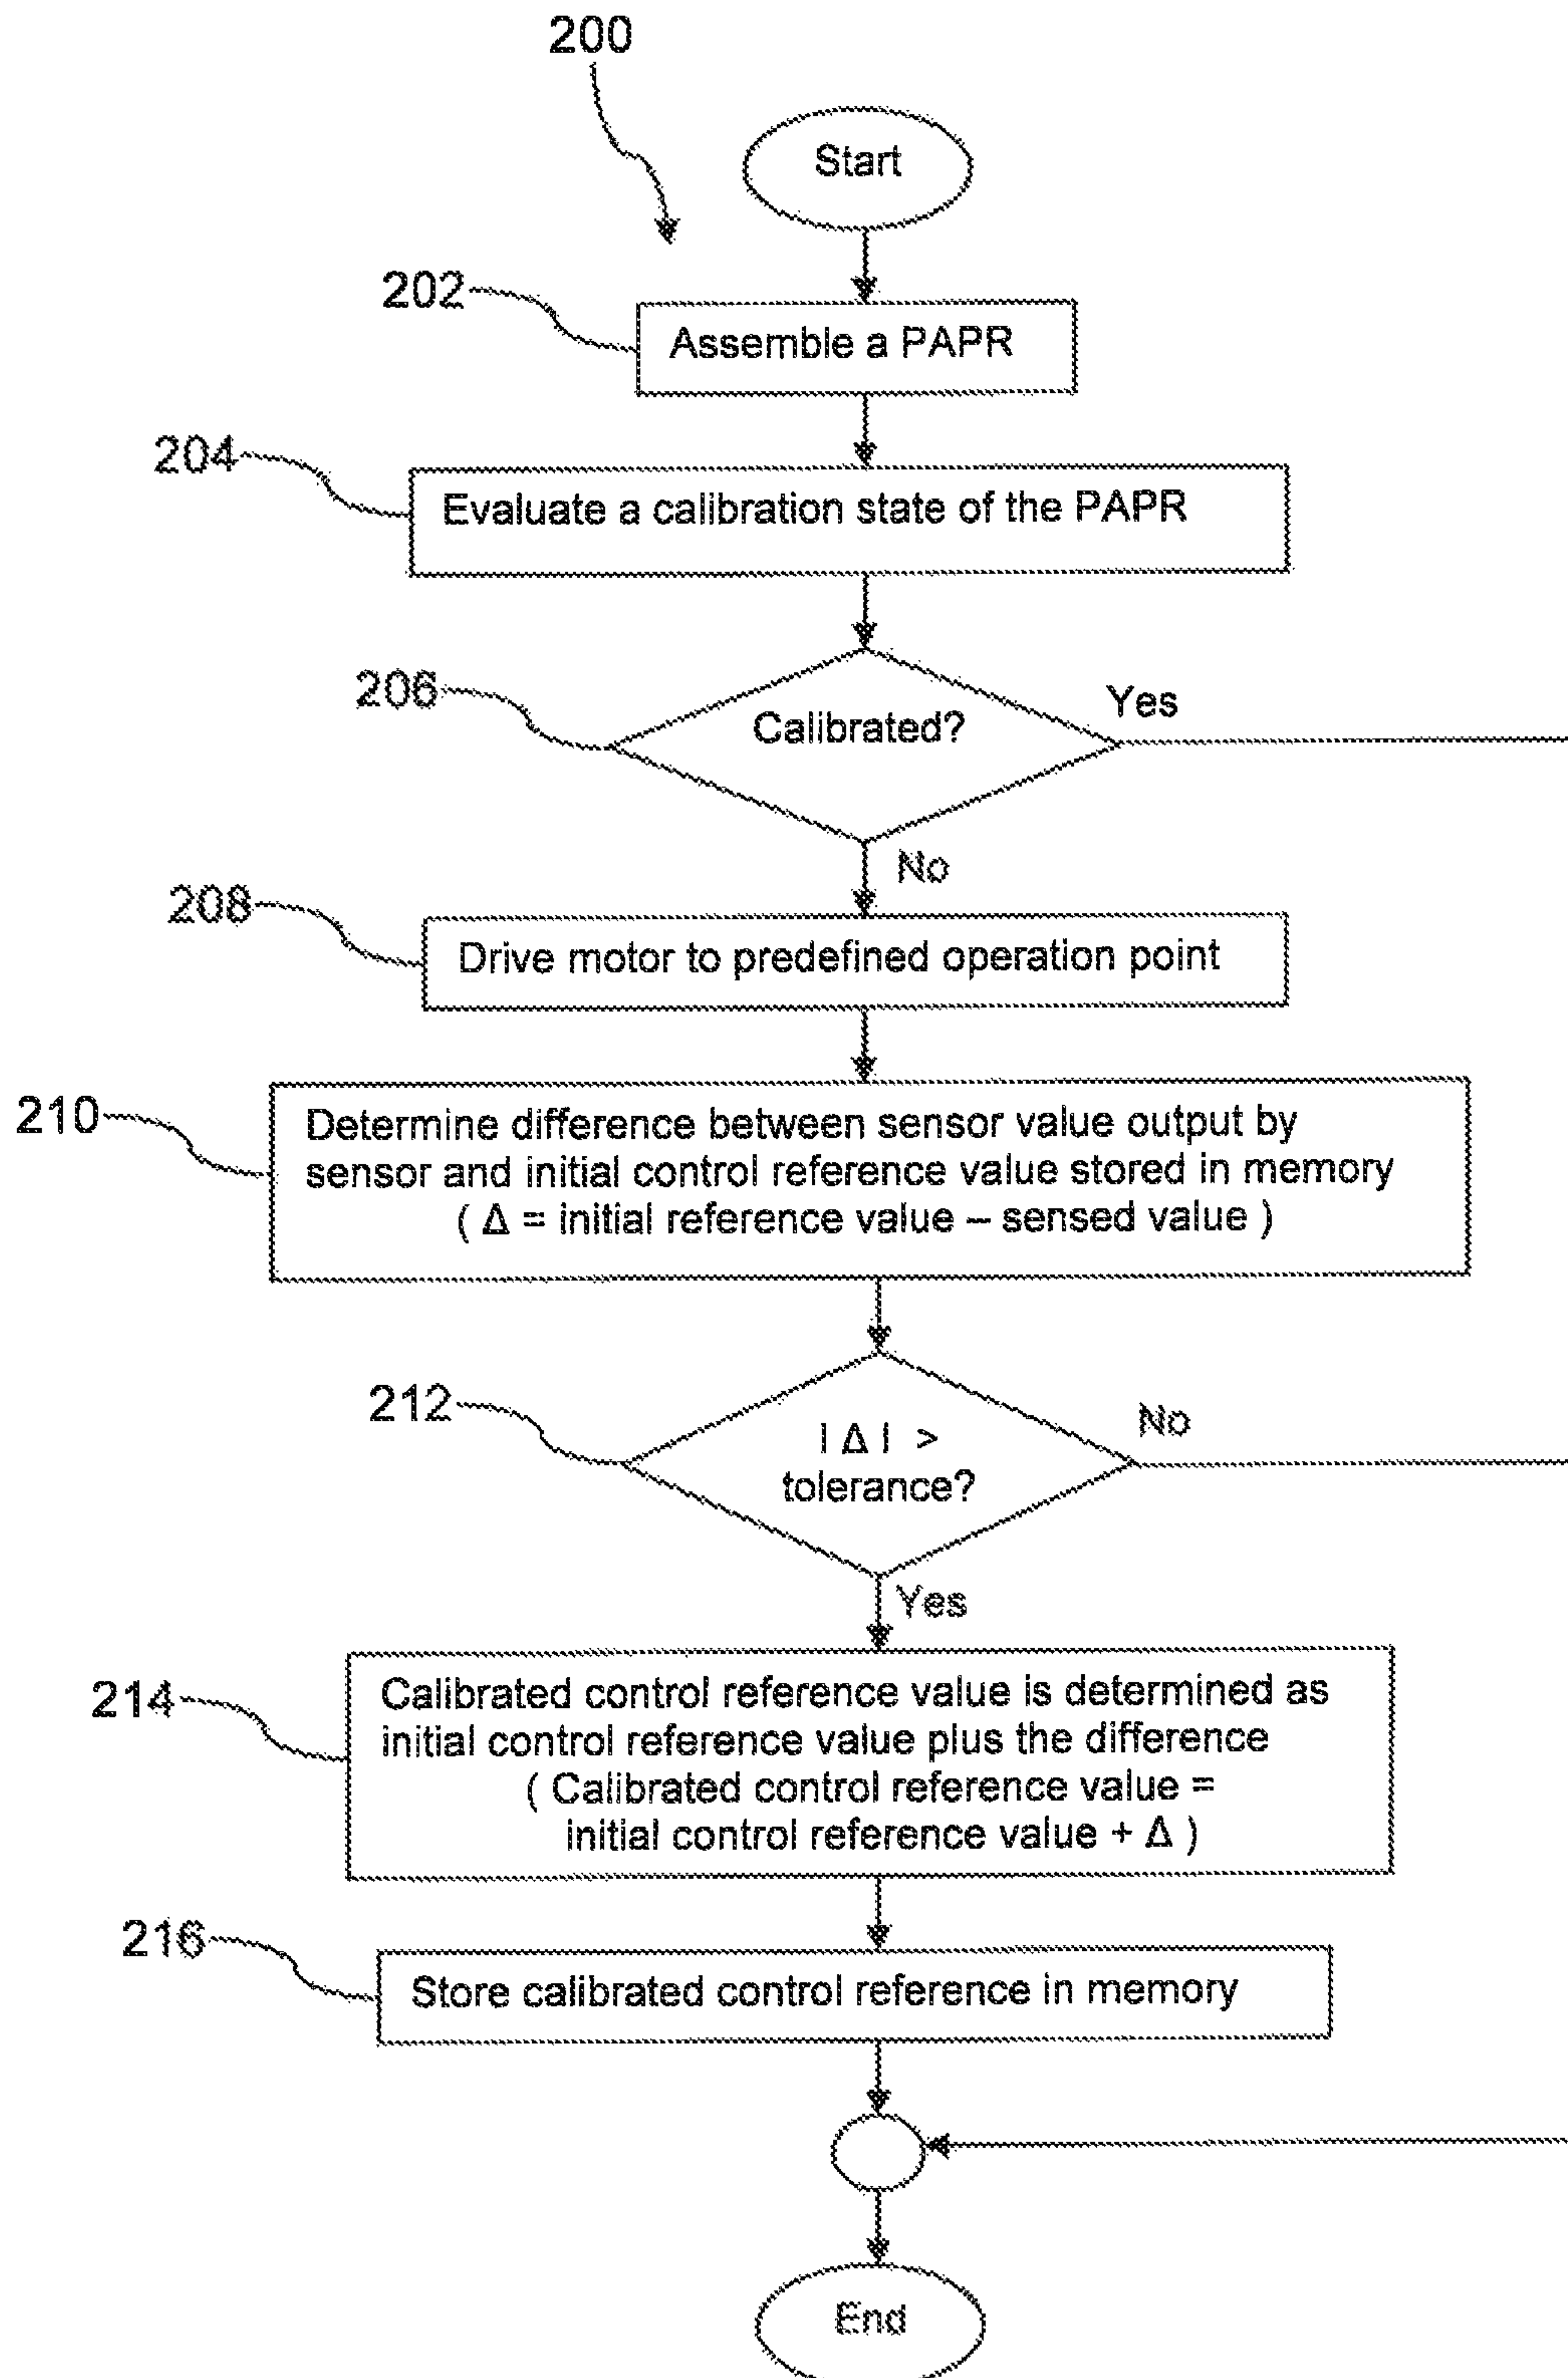 200
Start
202
Assemble a PAPR
204
Evaluate a calibration state of the PAPR
206
Calibrated?
Yes
No
208
Drive motor to predefined operation point
210
Determine difference between sensor value output by
sensor and initial control reference value stored in memory
( Δ = initial reference value – sensed value )
212
| Δ | >
tolerance?
No
Yes
214
Calibrated control reference value is determined as
initial control reference value plus the difference
( Calibrated control reference value =
initial control reference value + Δ )
216
Store calibrated control reference in memory
End